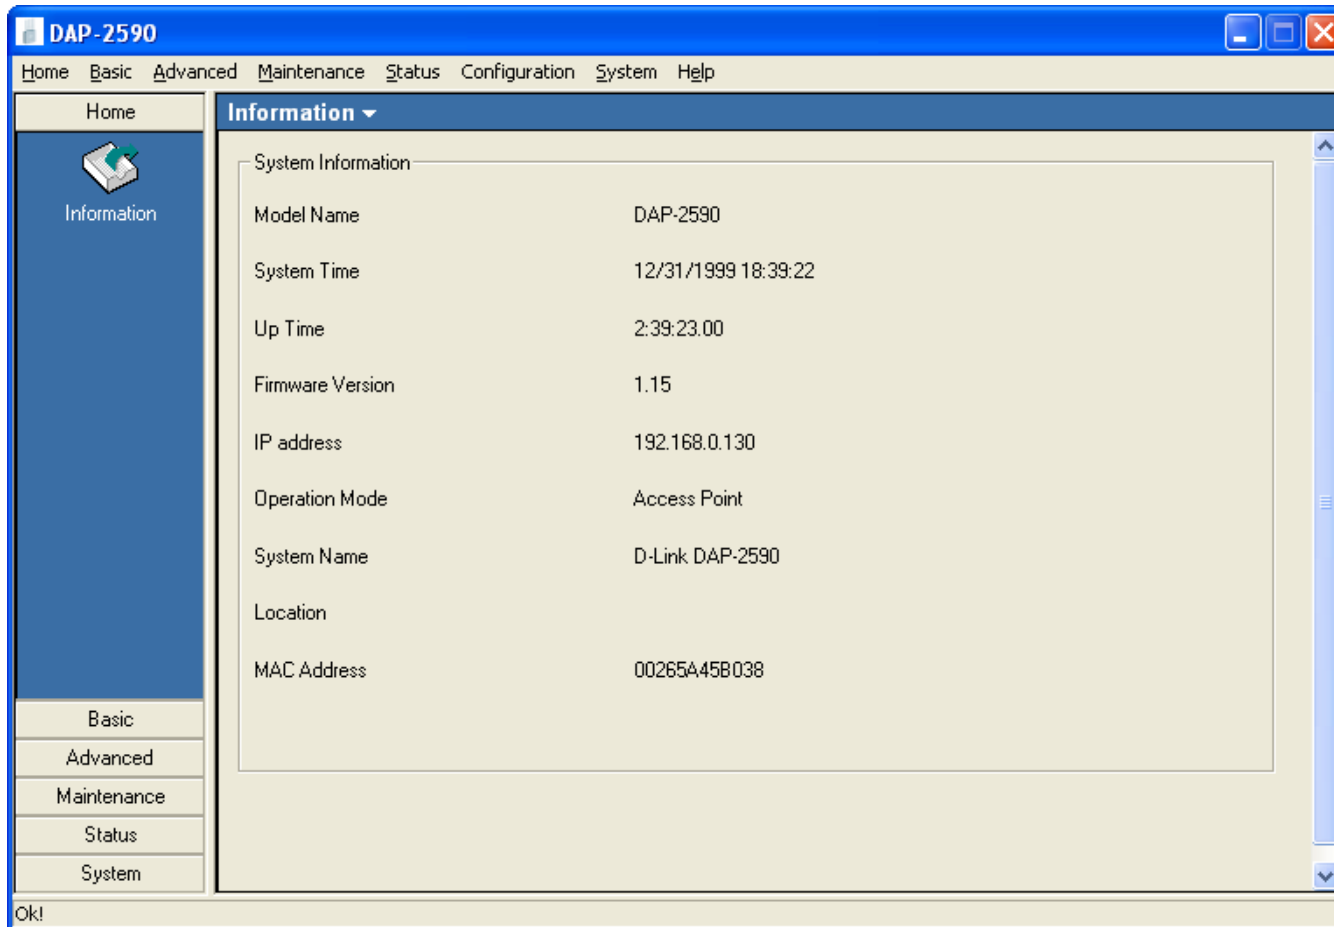 DAP-2590
Home Basic Advanced Maintenance Status Configuration System Help
Home
Information
Information
System Information
Model Name DAP-2590
System Time 12/31/1999 18:39:22
Up Time 2:39:23.00
Firmware Version 1.15
IP address 192.168.0.130
Operation Mode Access Point
System Name D-Link DAP-2590
Location
MAC Address 00265A45B038
Basic
Advanced
Maintenance
Status
System
Ok!